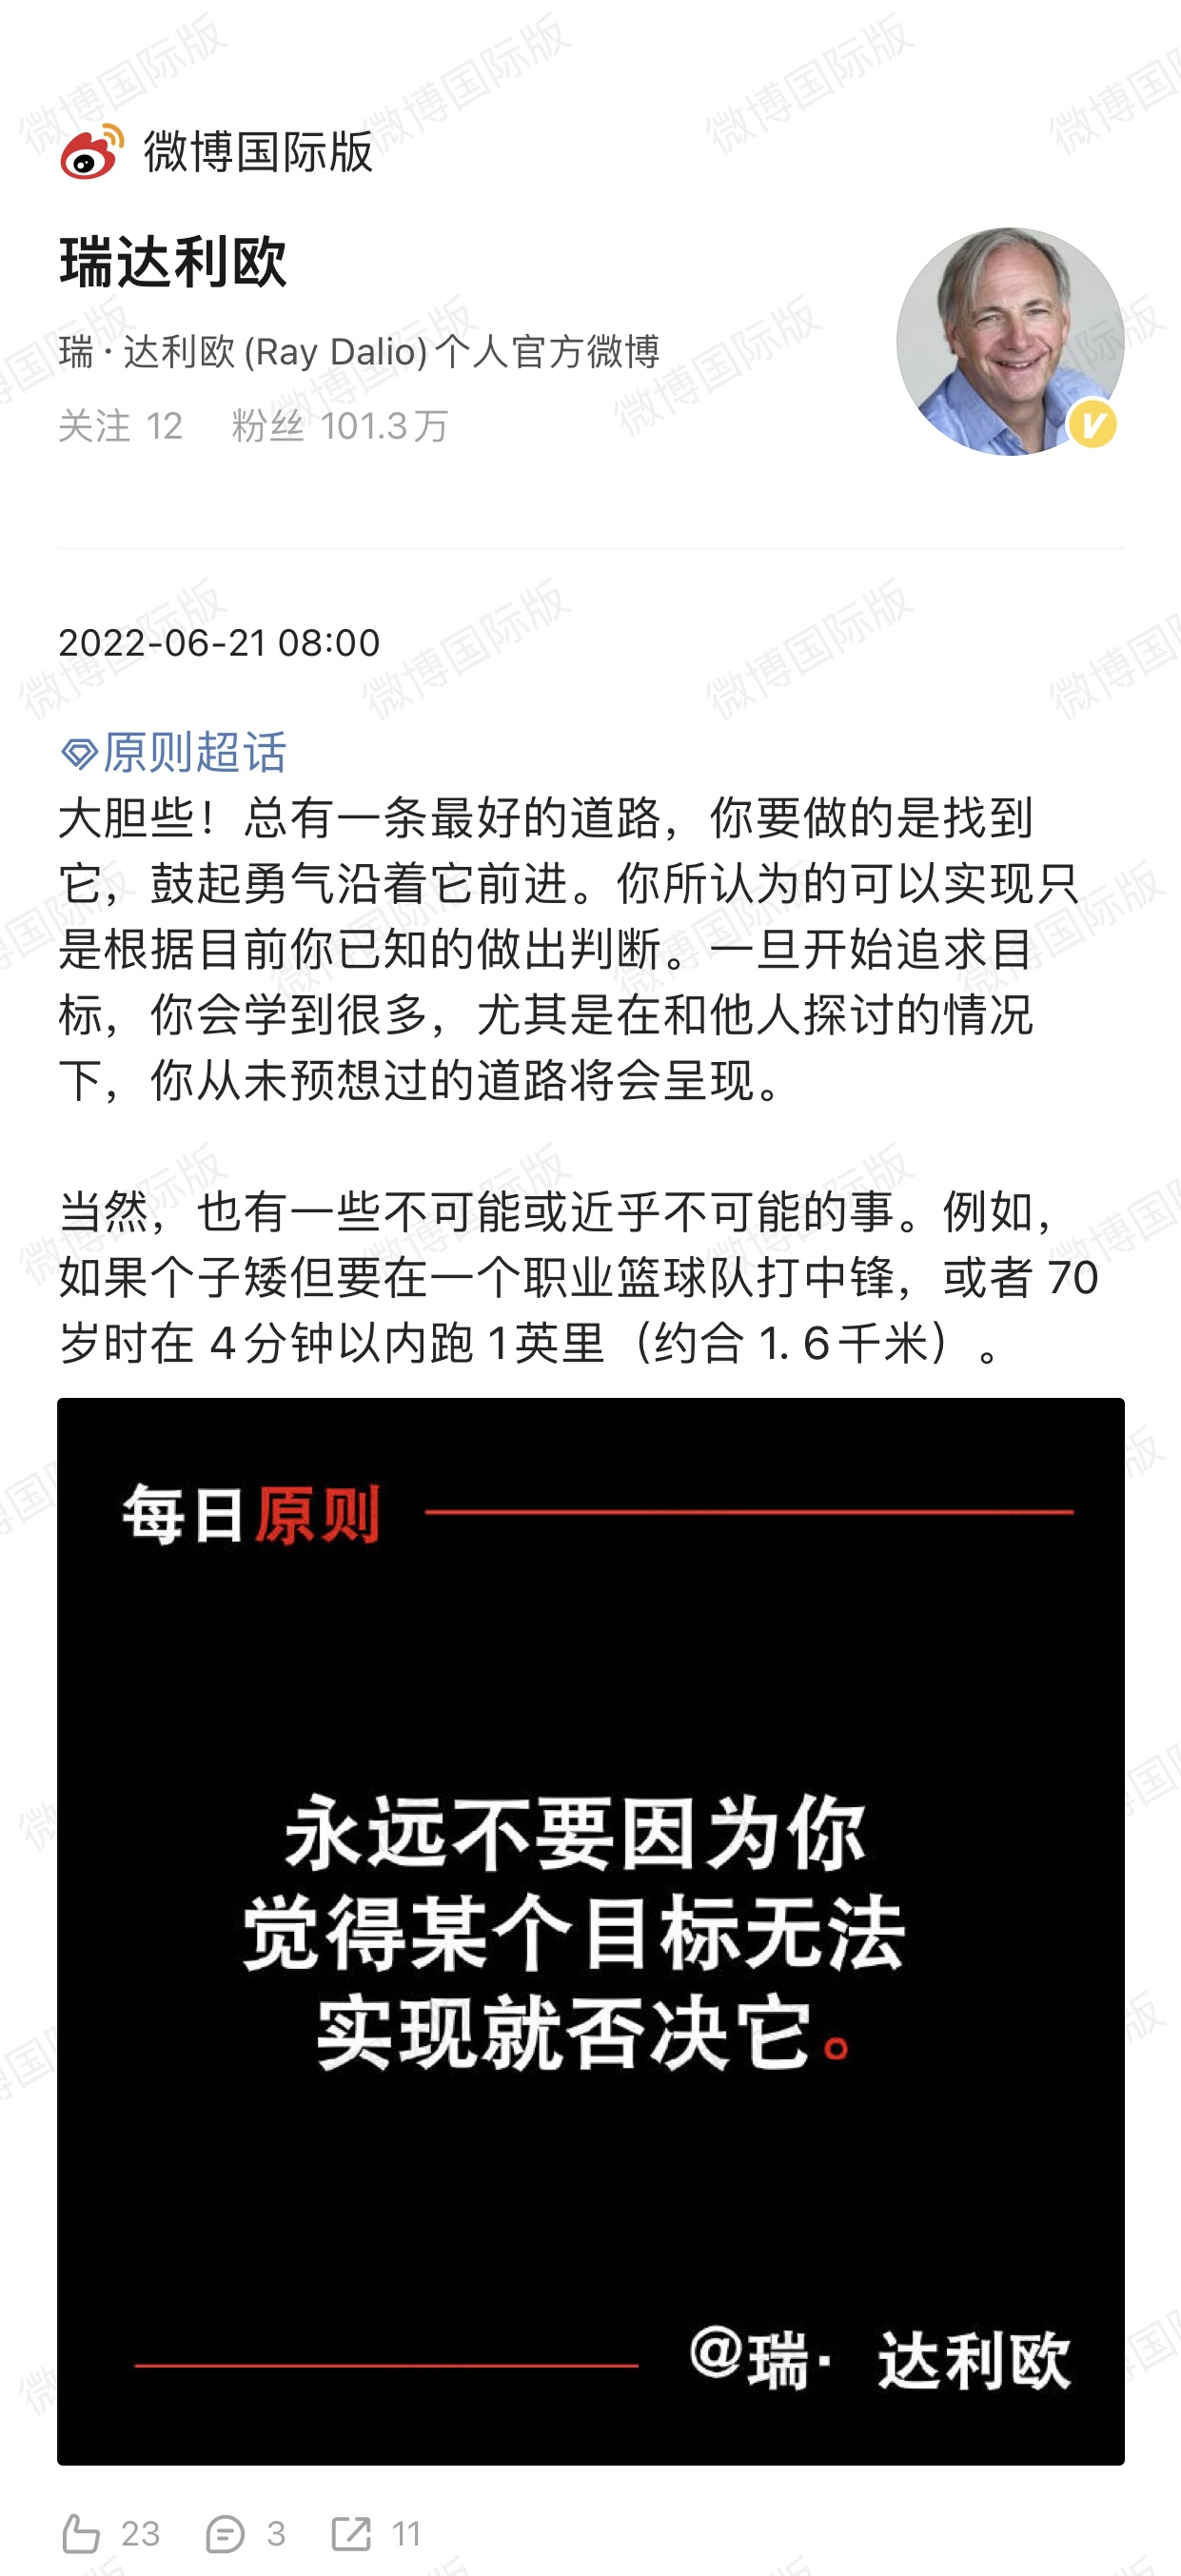 微博国际版
瑞达利欧
瑞·达利欧(Ray Dalio)个人官方微博
关注 12 粉丝 101.3万
2022-06-21 08:00
原则超话
大胆些！总有一条最好的道路，你要做的是找到
它，鼓起勇气沿着它前进。你所认为的可以实现只
是根据目前你已知的做出判断。一旦开始追求目
标，你会学到很多，尤其是在和他人探讨的情况
下，你从未预想过的道路将会呈现。
当然，也有一些不可能或近乎不可能的事。例如，
如果个子矮但要在一个职业篮球队打中锋，或者 70
岁时在 4分钟以内跑 1英里（约合 1. 6千米）。
每日原则
永远不要因为你
觉得某个目标无法
实现就否决它。
@瑞· 达利欧
23 3 11